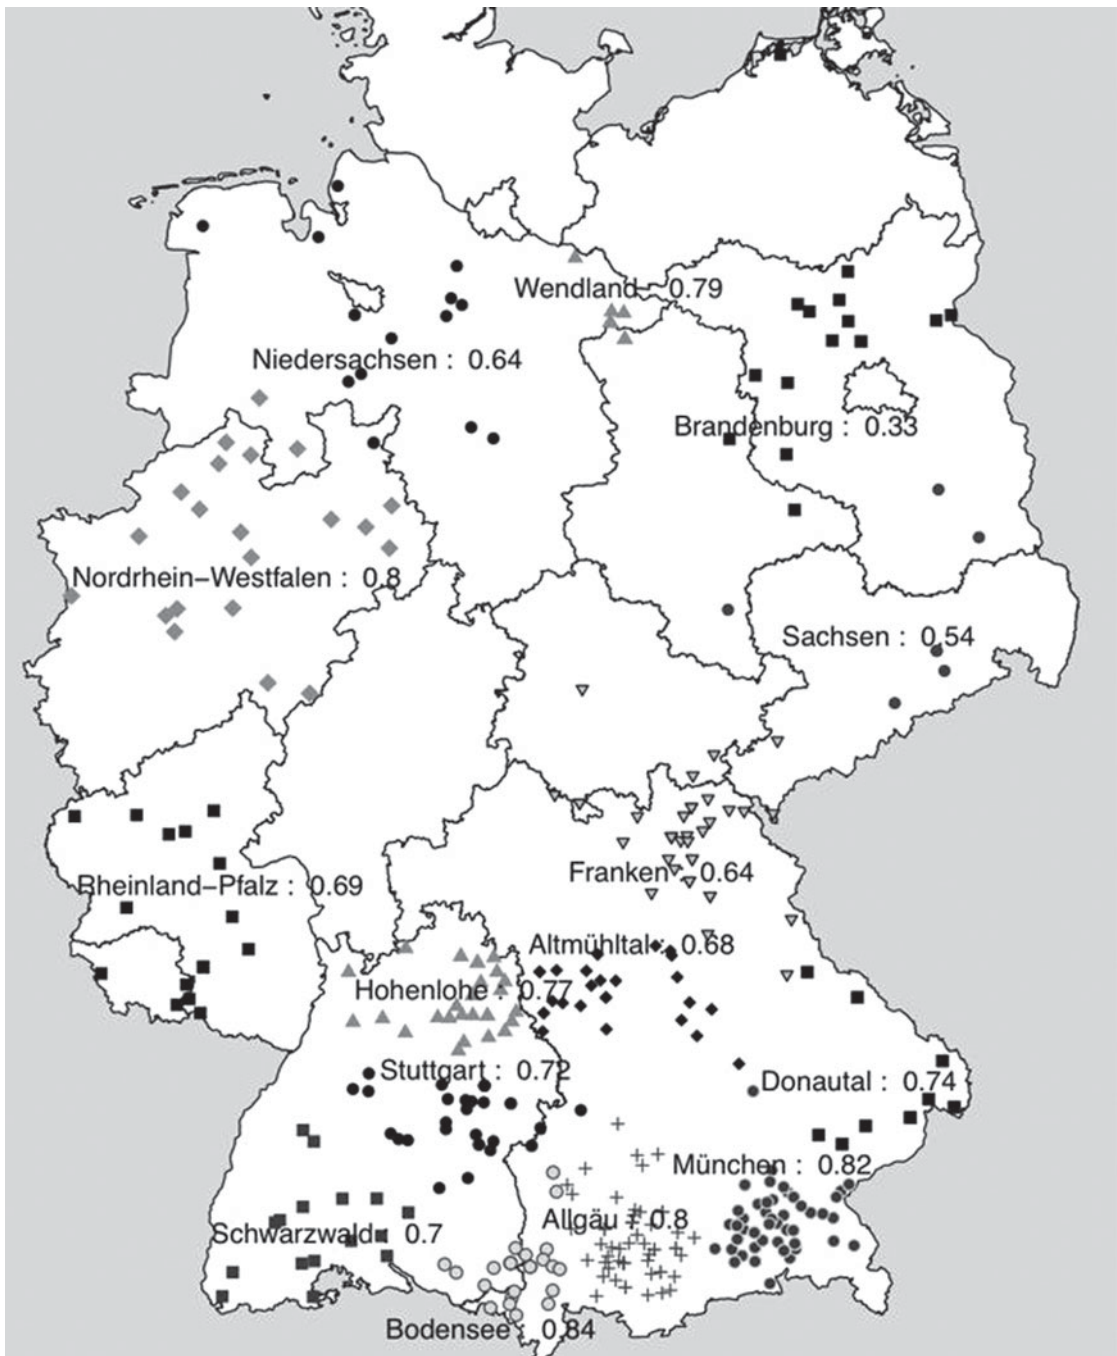 Wendland : 0.79
Niedersachsen : 0.64
Brandenburg : 0.33
Nordrhein–Westfalen : 0.8
Sachsen : 0.54
Franken : 0.64
Rheinland–Pfalz : 0.69
Altmühltal : 0.68
Hohenlohe : 0.77
Stuttgart : 0.72
Donautal : 0.74
München : 0.82
Allgäu : 0.8
Schwarzwald : 0.7
Bodensee : 0.84